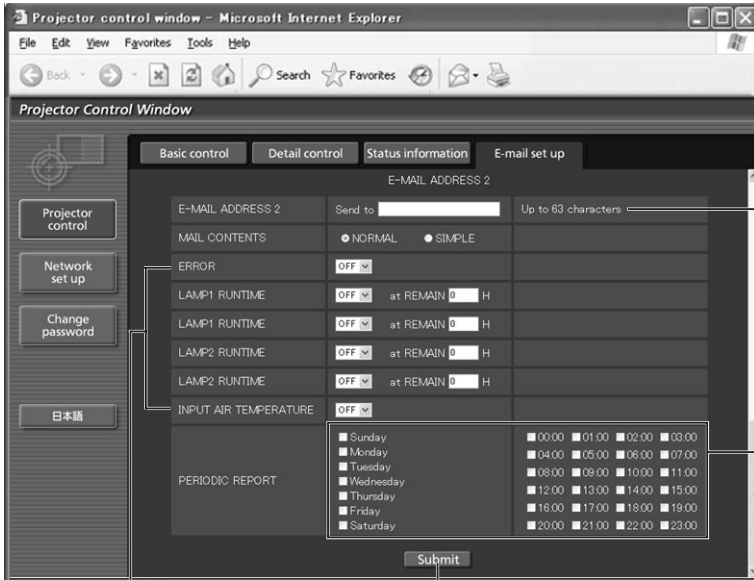 Projector control window - Microsoft Internet Explorer
File Edit View Favorites Tools Help
Back Search Favorites
Projector Control Window
Basic control Detail control Status information E-mail set up
E-MAIL ADDRESS 2
E-MAIL ADDRESS 2 Send to Up to 63 characters
MAIL CONTENTS NORMAL SIMPLE
ERROR OFF
LAMP1 RUNTIME OFF at REMAIN 0 H
LAMP1 RUNTIME OFF at REMAIN 0 H
LAMP2 RUNTIME OFF at REMAIN 0 H
LAMP2 RUNTIME OFF at REMAIN 0 H
INPUT AIR TEMPERATURE OFF
PERIODIC REPORT
Sunday
Monday
Tuesday
Wednesday
Thursday
Friday
Saturday
00:00 01:00 02:00 03:00
04:00 05:00 06:00 07:00
08:00 09:00 10:00 11:00
12:00 13:00 14:00 15:00
16:00 17:00 18:00 19:00
20:00 21:00 22:00 23:00
Submit
Projector
control
Network
set up
Change
password
日本語